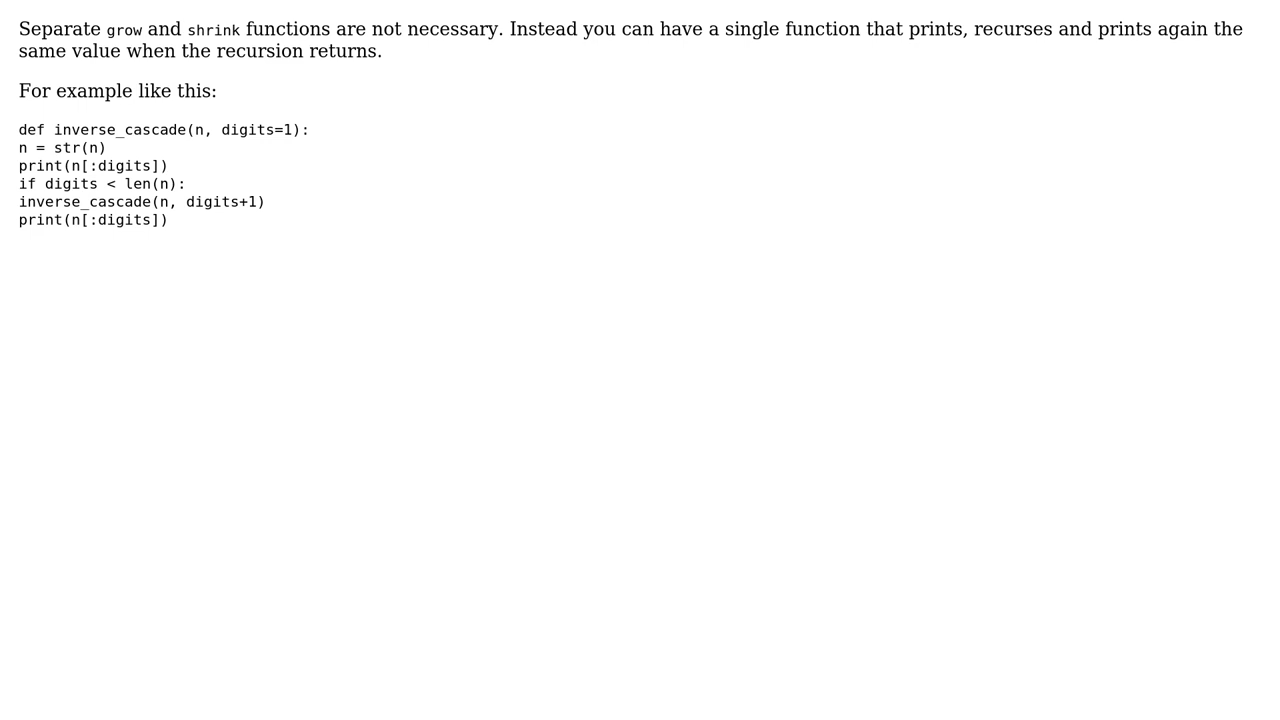 Separate grow and shrink functions are not necessary. Instead you can have a single function that prints, recurses and prints again the
same value when the recursion returns.
For example like this:
def inverse_cascade(n, digits=1):
n = str(n)
print(n[:digits])
if digits < len(n):
inverse_cascade(n, digits+1)
print(n[:digits])